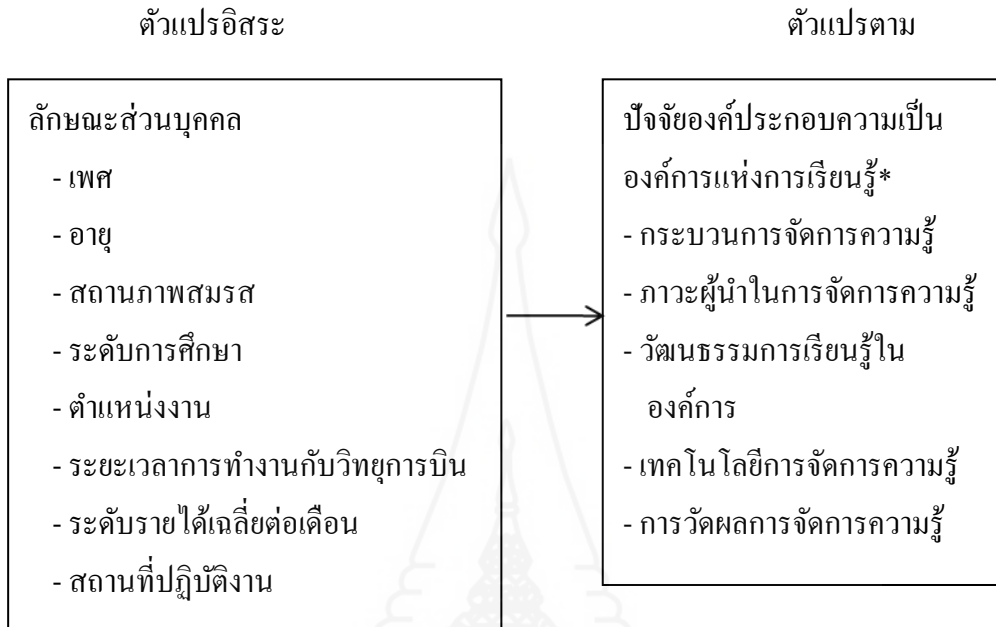 ตัวแปรอิสระ
ลักษณะส่วนบุคคล
- เพศ
- อายุ
- สถานภาพสมรส
- ระดับการศึกษา
- ตำแหน่งงาน
- ระยะเวลาการทำงานกับวิทยุการบิน
- ระดับรายได้เฉลี่ยต่อเดือน
- สถานที่ปฏิบัติงาน
ตัวแปรตาม
ปัจจัยองค์ประกอบความเป็น
องค์การแห่งการเรียนรู้*
- กระบวนการจัดการความรู้
- ภาวะผู้นำในการจัดการความรู้
- วัฒนธรรมการเรียนรู้ใน
องค์การ
- เทคโนโลยีการจัดการความรู้
- การวัดผลการจัดการความรู้